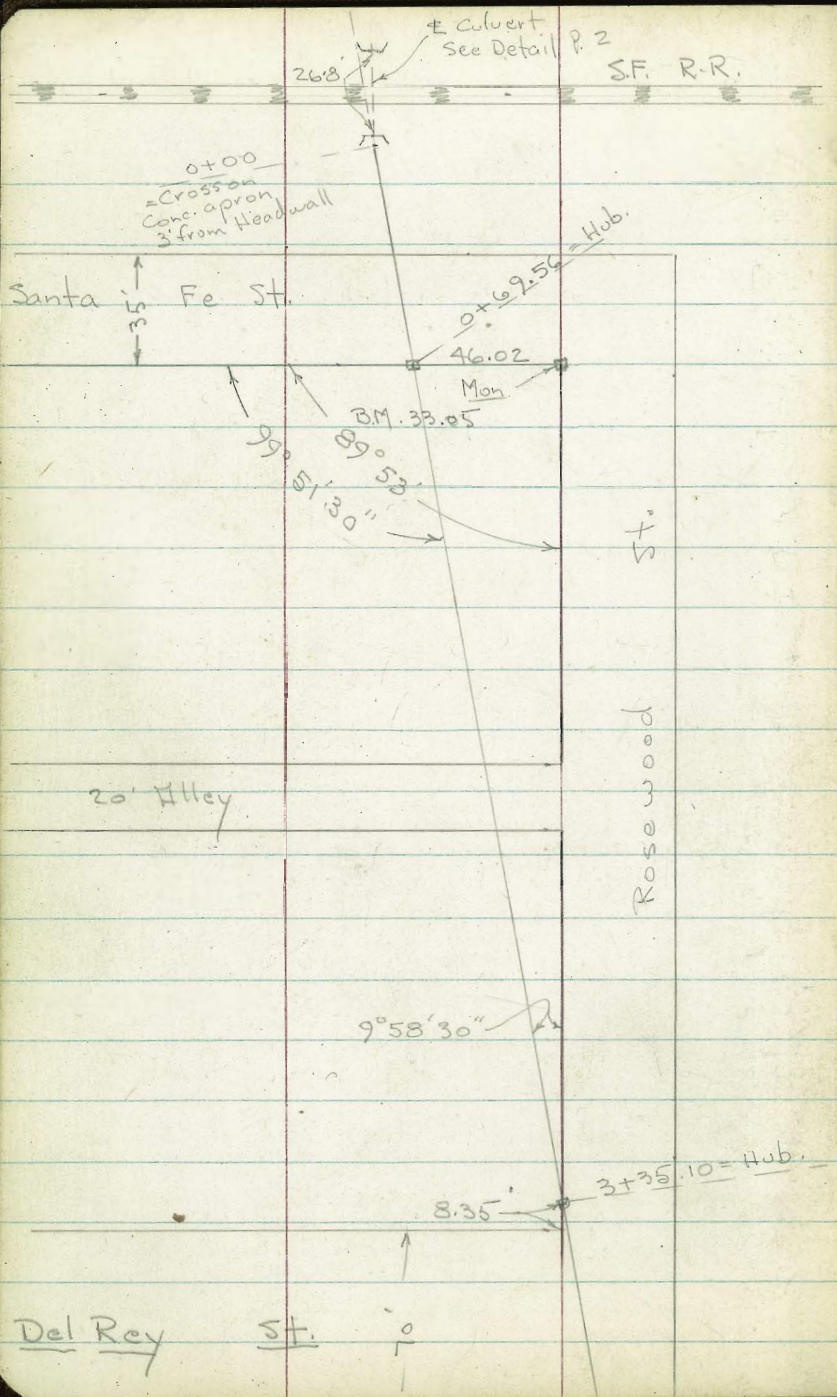 ℄ Culvert
See Detail P. 2
26.8'
S.F. R.R.
0+00
=Cross on
Conc. apron
3' from Headwall
0+69.56 = Hub.
Santa Fe St.
35'
46.02
Mon
B.M. 33.05
99° 51' 30"
89° 53'
St.
Rosewood
20' Alley
9° 58' 30"
3+35.10 = Hub.
8.35'
Del Rey St.